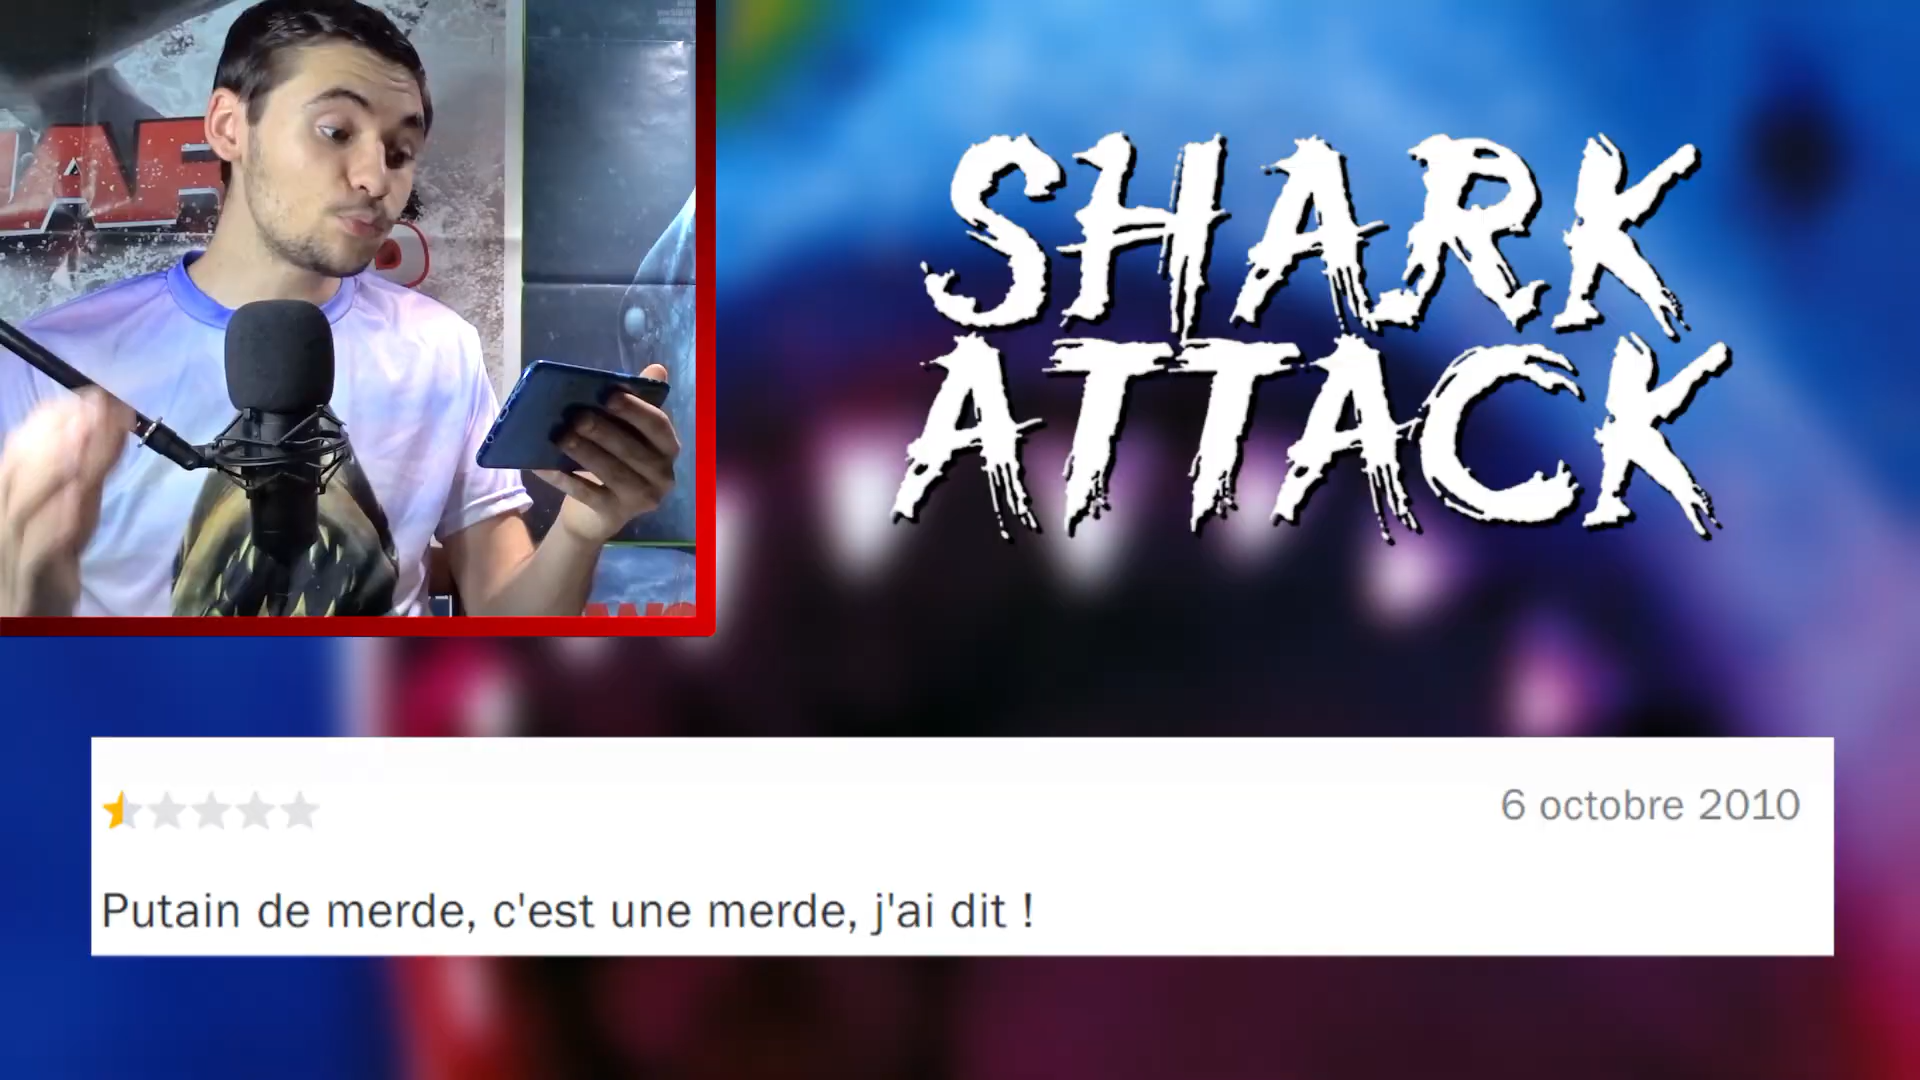 SHARK
ATTACK
6 octobre 2010
Putain de merde, c'est une merde, j'ai dit !